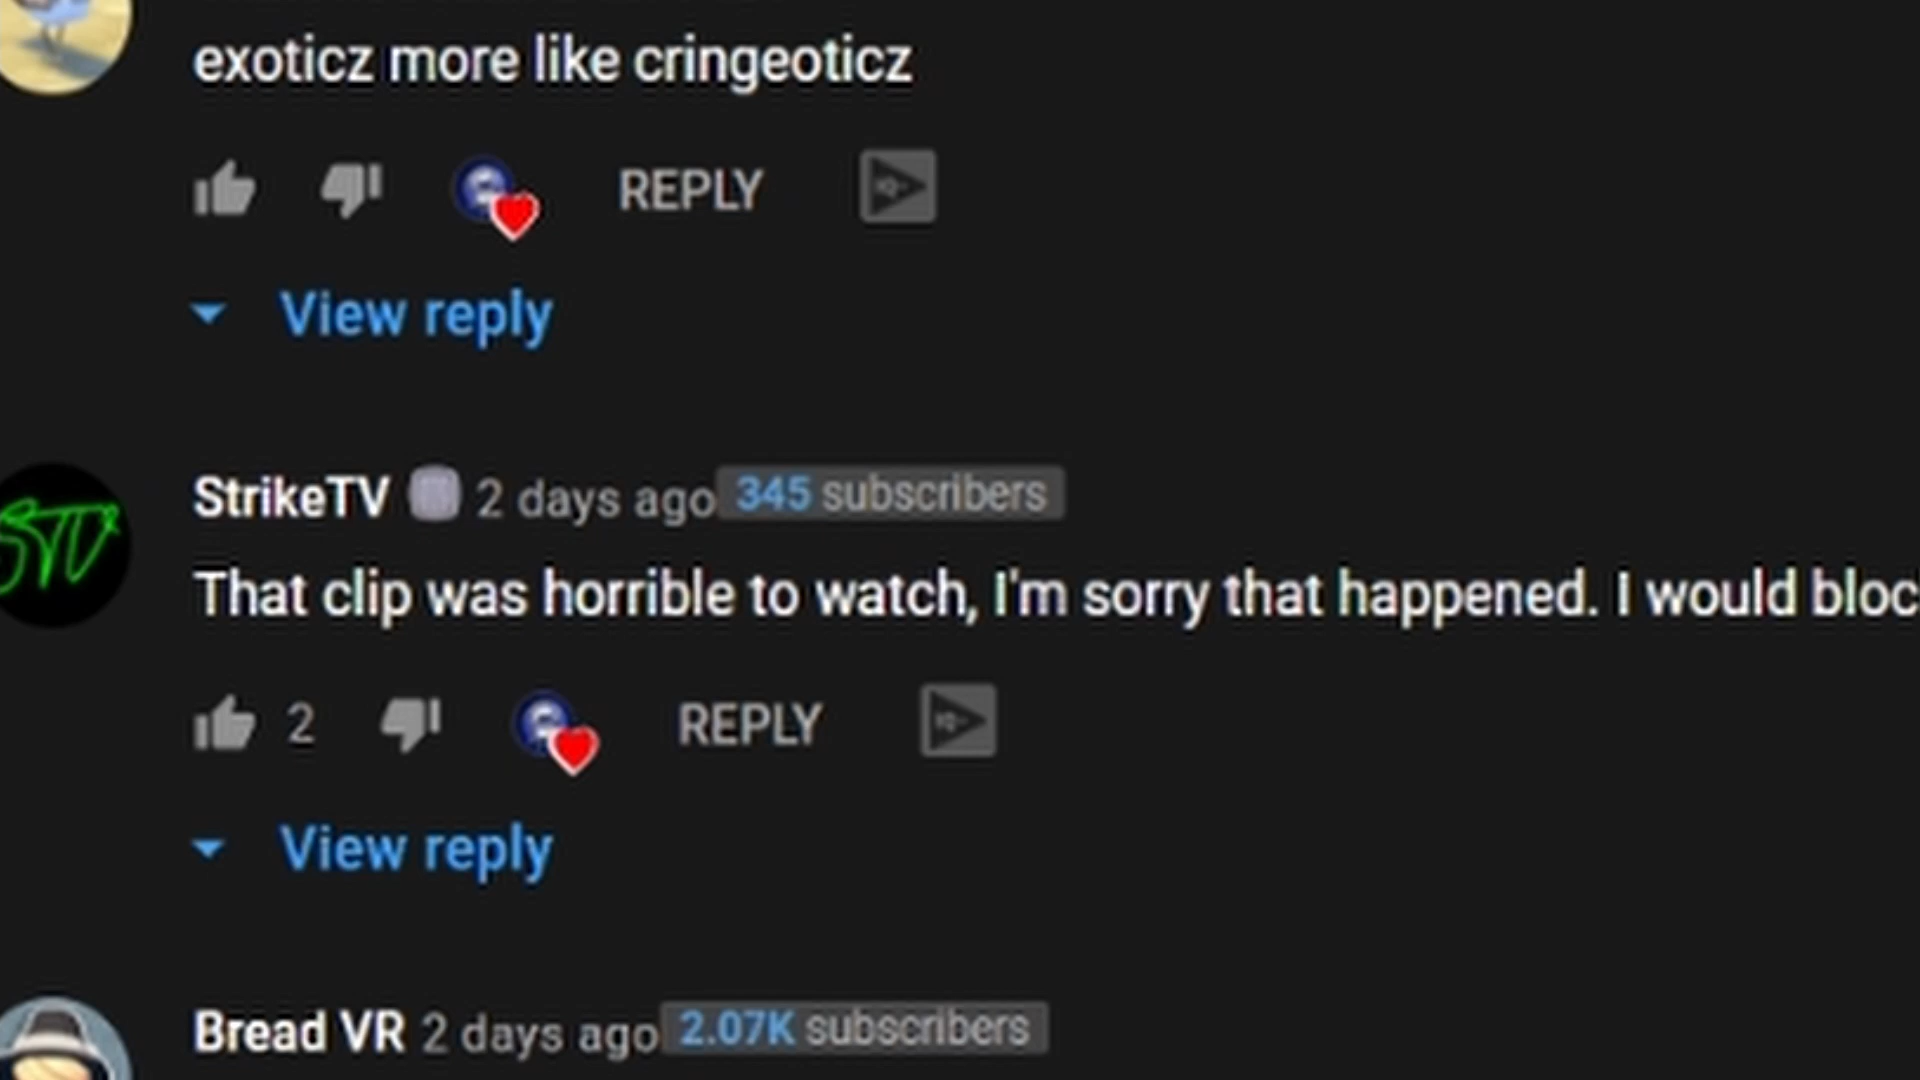 exoticz more like cringeoticz
REPLY
View reply
StrikeTV 2 days ago 345 subscribers
STV
That clip was horrible to watch, I'm sorry that happened. I would bloc
2 REPLY
View reply
Bread VR 2 days ago 2.07K subscribers